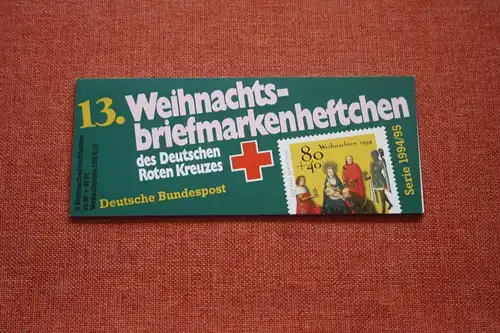 13. Weihnachts-
briefmarkenheftchen
des Deutschen
Roten Kreuzes
Deutsche Bundespost
Serie 1994/95
Weihnachten 1994
80
+40